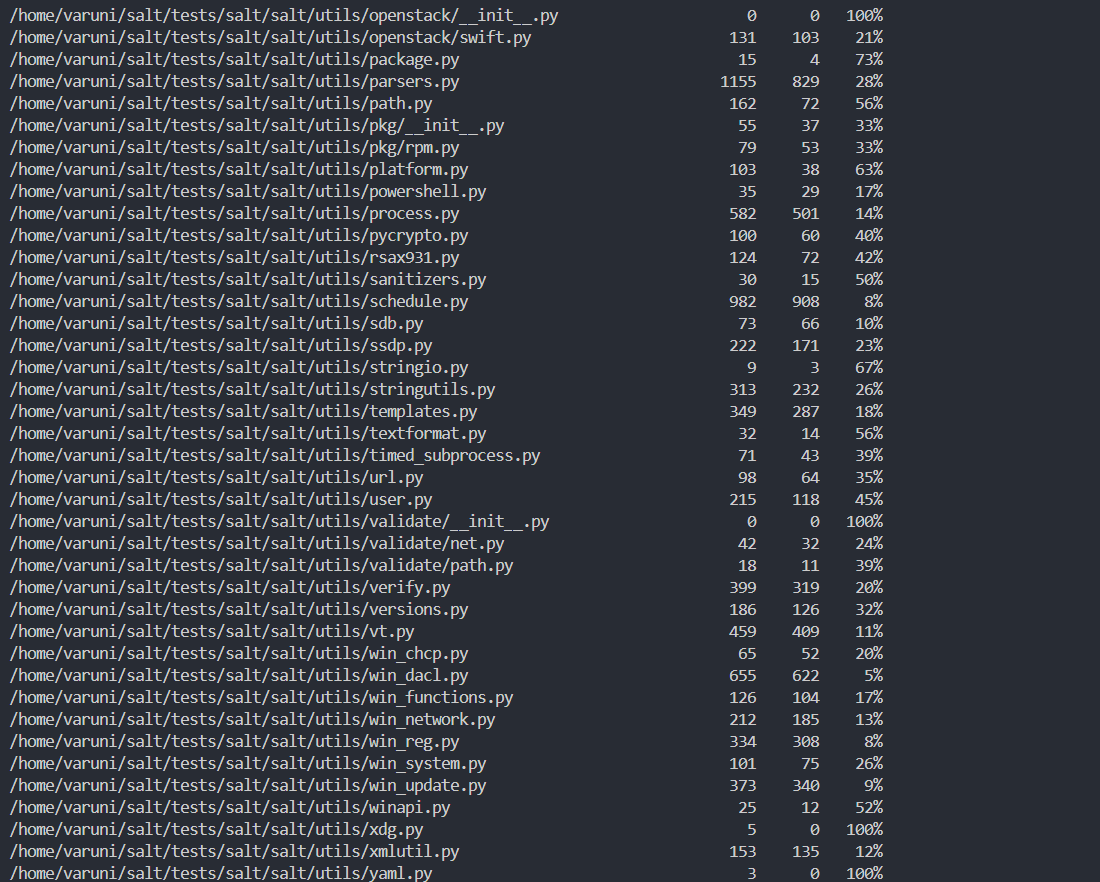 /home/varuni/salt/tests/salt/salt/utils/openstack/__init__.py 0 0 100%
/home/varuni/salt/tests/salt/salt/utils/openstack/swift.py 131 103 21%
/home/varuni/salt/tests/salt/salt/utils/package.py 15 4 73%
/home/varuni/salt/tests/salt/salt/utils/parsers.py 1155 829 28%
/home/varuni/salt/tests/salt/salt/utils/path.py 162 72 56%
/home/varuni/salt/tests/salt/salt/utils/pkg/__init__.py 55 37 33%
/home/varuni/salt/tests/salt/salt/utils/pkg/rpm.py 79 53 33%
/home/varuni/salt/tests/salt/salt/utils/platform.py 103 38 63%
/home/varuni/salt/tests/salt/salt/utils/powershell.py 35 29 17%
/home/varuni/salt/tests/salt/salt/utils/process.py 582 501 14%
/home/varuni/salt/tests/salt/salt/utils/pycrypto.py 100 60 40%
/home/varuni/salt/tests/salt/salt/utils/rsax931.py 124 72 42%
/home/varuni/salt/tests/salt/salt/utils/sanitizers.py 30 15 50%
/home/varuni/salt/tests/salt/salt/utils/schedule.py 982 908 8%
/home/varuni/salt/tests/salt/salt/utils/sdb.py 73 66 10%
/home/varuni/salt/tests/salt/salt/utils/ssdp.py 222 171 23%
/home/varuni/salt/tests/salt/salt/utils/stringio.py 9 3 67%
/home/varuni/salt/tests/salt/salt/utils/stringutils.py 313 232 26%
/home/varuni/salt/tests/salt/salt/utils/templates.py 349 287 18%
/home/varuni/salt/tests/salt/salt/utils/textformat.py 32 14 56%
/home/varuni/salt/tests/salt/salt/utils/timed_subprocess.py 71 43 39%
/home/varuni/salt/tests/salt/salt/utils/url.py 98 64 35%
/home/varuni/salt/tests/salt/salt/utils/user.py 215 118 45%
/home/varuni/salt/tests/salt/salt/utils/validate/__init__.py 0 0 100%
/home/varuni/salt/tests/salt/salt/utils/validate/net.py 42 32 24%
/home/varuni/salt/tests/salt/salt/utils/validate/path.py 18 11 39%
/home/varuni/salt/tests/salt/salt/utils/verify.py 399 319 20%
/home/varuni/salt/tests/salt/salt/utils/versions.py 186 126 32%
/home/varuni/salt/tests/salt/salt/utils/vt.py 459 409 11%
/home/varuni/salt/tests/salt/salt/utils/win_chcp.py 65 52 20%
/home/varuni/salt/tests/salt/salt/utils/win_dacl.py 655 622 5%
/home/varuni/salt/tests/salt/salt/utils/win_functions.py 126 104 17%
/home/varuni/salt/tests/salt/salt/utils/win_network.py 212 185 13%
/home/varuni/salt/tests/salt/salt/utils/win_reg.py 334 308 8%
/home/varuni/salt/tests/salt/salt/utils/win_system.py 101 75 26%
/home/varuni/salt/tests/salt/salt/utils/win_update.py 373 340 9%
/home/varuni/salt/tests/salt/salt/utils/winapi.py 25 12 52%
/home/varuni/salt/tests/salt/salt/utils/xdg.py 5 0 100%
/home/varuni/salt/tests/salt/salt/utils/xmlutil.py 153 135 12%
/home/varuni/salt/tests/salt/salt/utils/yaml.py 3 0 100%